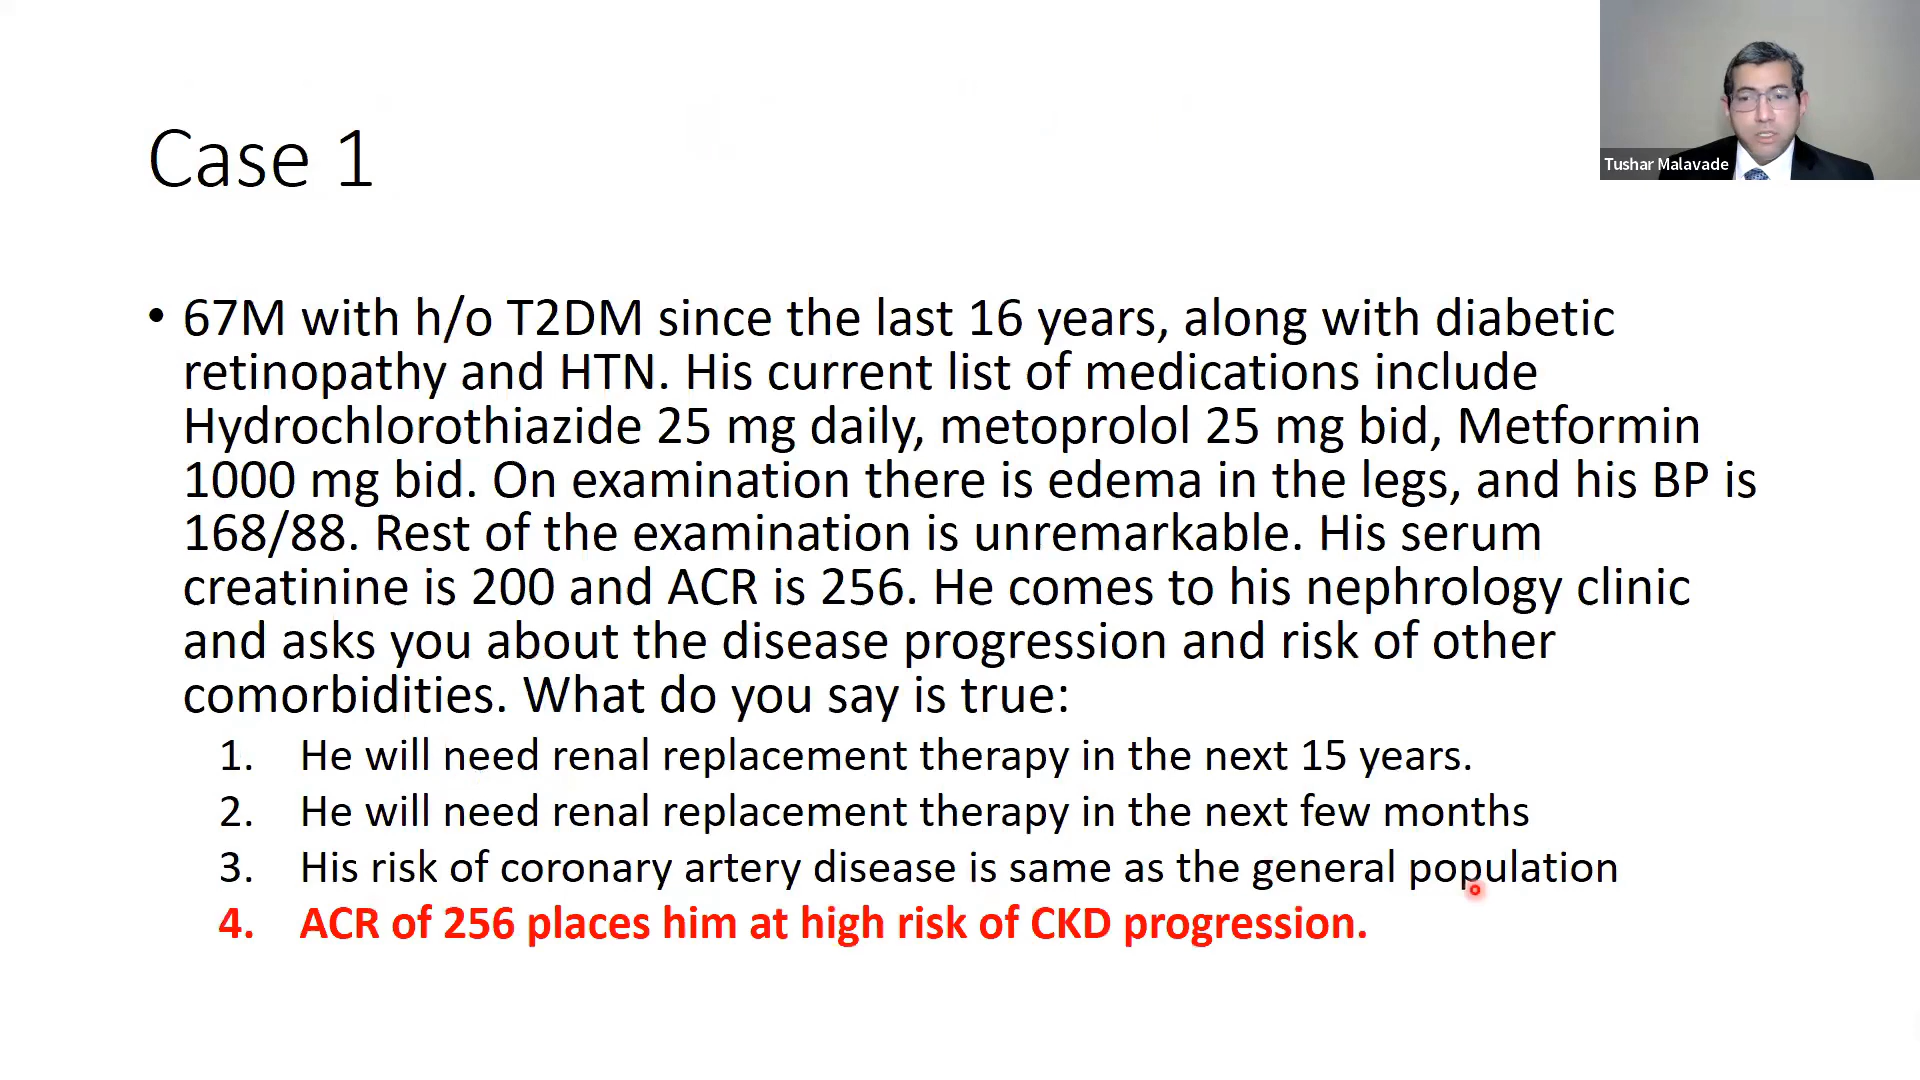 Tushar Malavade
Case 1
• 67M with h/o T2DM since the last 16 years, along with diabetic
retinopathy and HTN. His current list of medications include
Hydrochlorothiazide 25 mg daily, metoprolol 25 mg bid, Metformin
1000 mg bid. On examination there is edema in the legs, and his BP is
168/88. Rest of the examination is unremarkable. His serum
creatinine is 200 and ACR is 256. He comes to his nephrology clinic
and asks you about the disease progression and risk of other
comorbidities. What do you say is true:
1. He will need renal replacement therapy in the next 15 years.
2. He will need renal replacement therapy in the next few months
3. His risk of coronary artery disease is same as the general population
4. ACR of 256 places him at high risk of CKD progression.